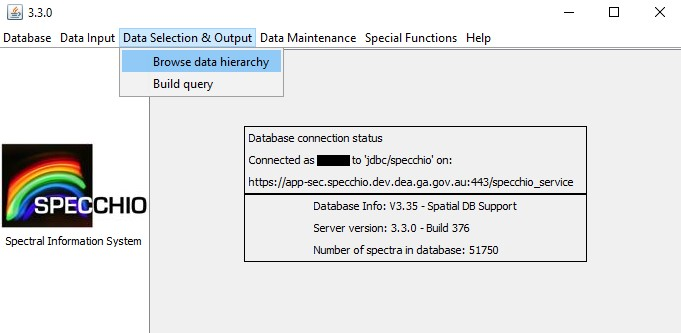 3.3.0
Database Data Input Data Selection & Output Data Maintenance Special Functions Help
Browse data hierarchy
Build query
Database connection status
Connected as to 'jdbc/specchio' on:
https://app-sec.specchio.dev.dea.ga.gov.au:443/specchio_service
SPECCHIO
Database Info: V3.35 - Spatial DB Support
Spectral Information System
Server version: 3.3.0 - Build 376
Number of spectra in database: 51750